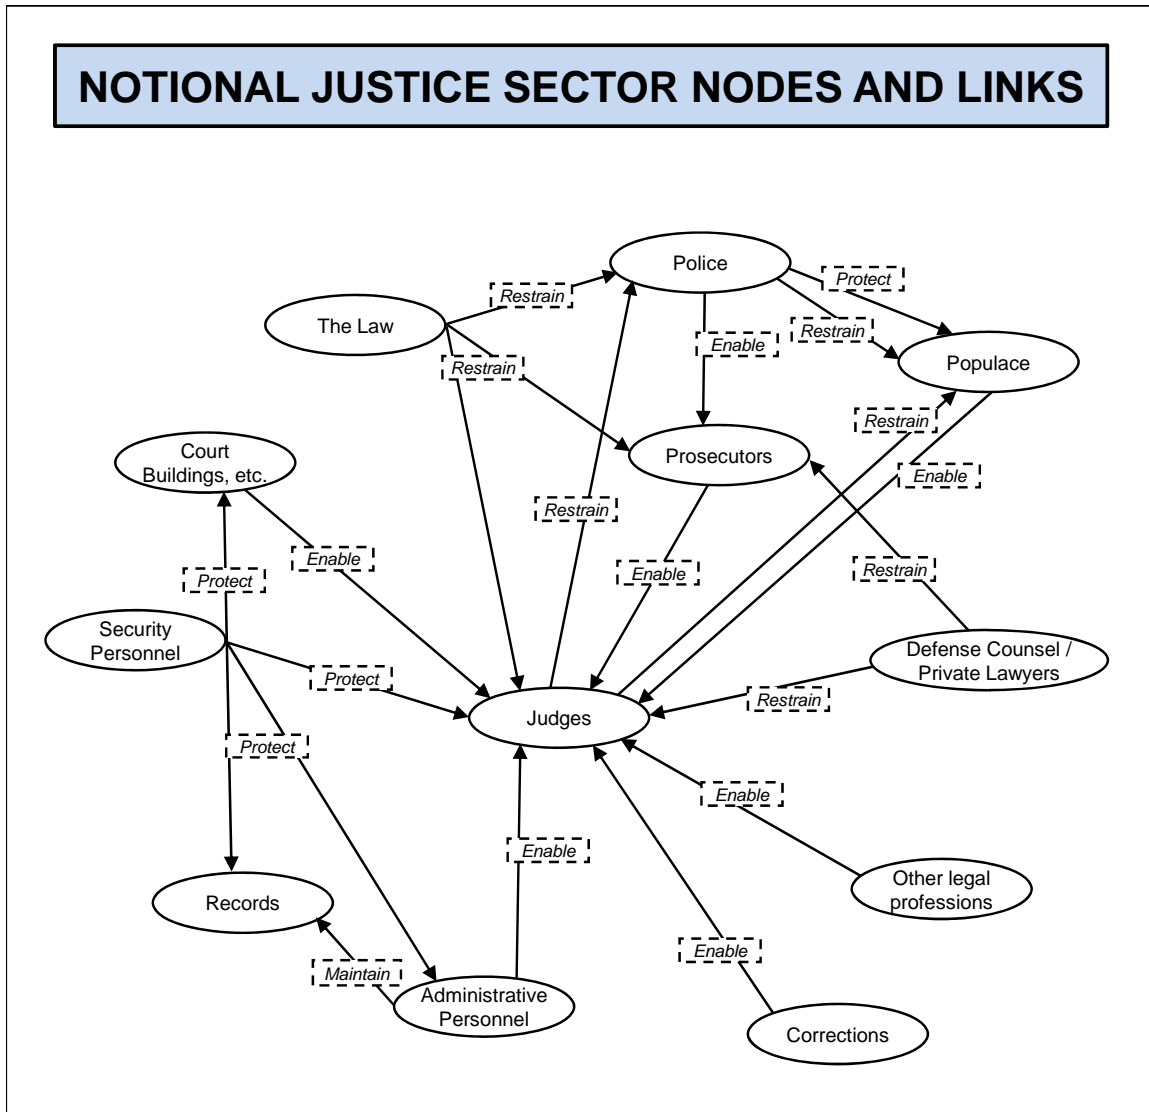 NOTIONAL JUSTICE SECTOR NODES AND LINKS
Police
Protect
Restrain
The Law
Restrain
Enable
Populace
Restrain
Restrain
Court
Buildings, etc.
Prosecutors
Enable
Restrain
Enable
Enable
Restrain
Protect
Security
Personnel
Defense Counsel /
Private Lawyers
Protect
Restrain
Judges
Protect
Enable
Enable
Other legal
professions
Records
Enable
Maintain
Administrative
Personnel
Corrections